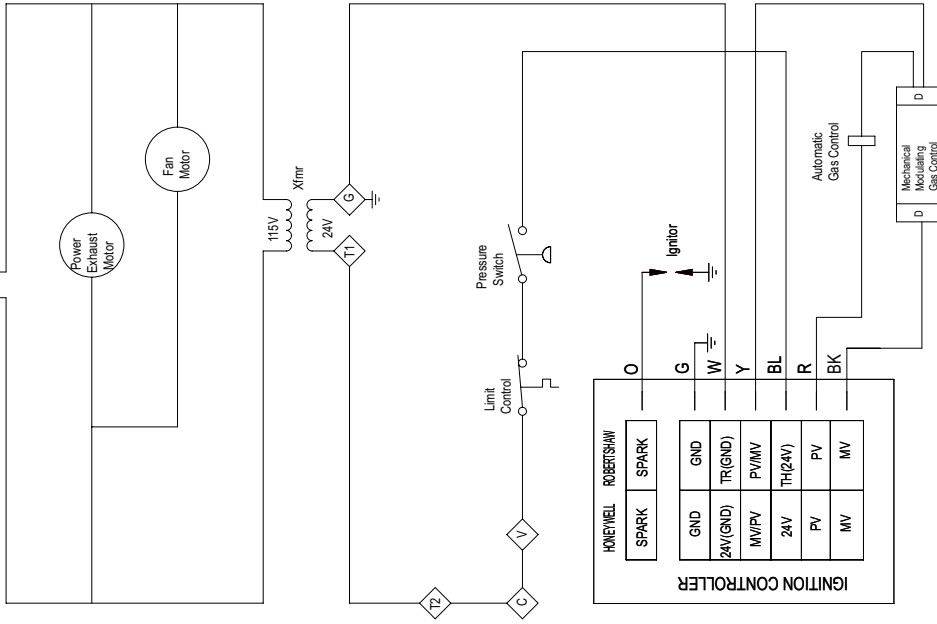 Power
Exhaust
Motor
Fan
Motor
115V
Xfmr
24V
G
T1
T2
C
V
Limit
Control
Pressure
Switch
Ignitor
Automatic
Gas Control
D
Mechanical
Modulating
Gas Control
D
O
G
W
Y
BL
R
BK
HONEYWELL ROBERTSHAW
SPARK SPARK
GND GND
24V(GND) TR(GND)
MV/PV PV/MV
24V TH(24V)
PV PV
MV MV
IGNITION CONTROLLER